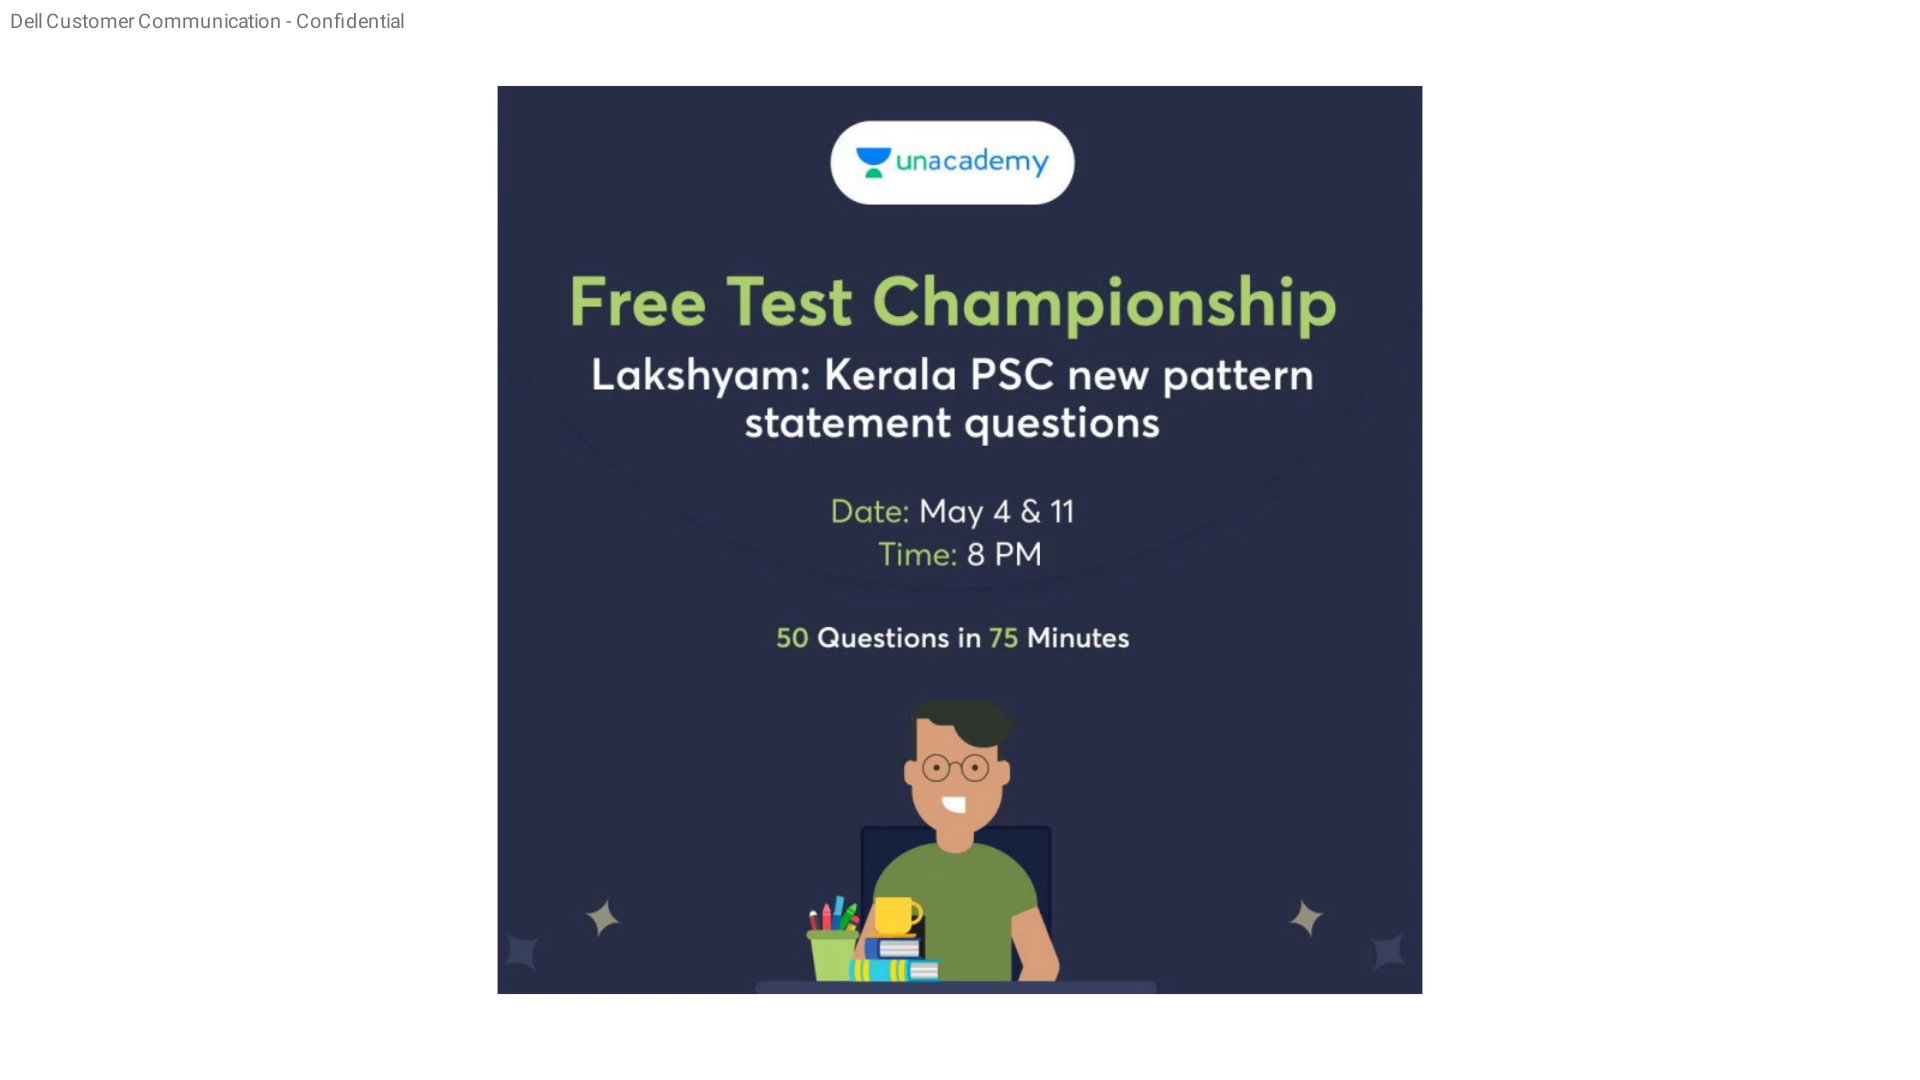 Dell Customer Communication - Confidential
unacademy
Free Test Championship
Lakshyam: Kerala PSC new pattern
statement questions
Date: May 4 & 11
Time: 8 PM
50 Questions in 75 Minutes